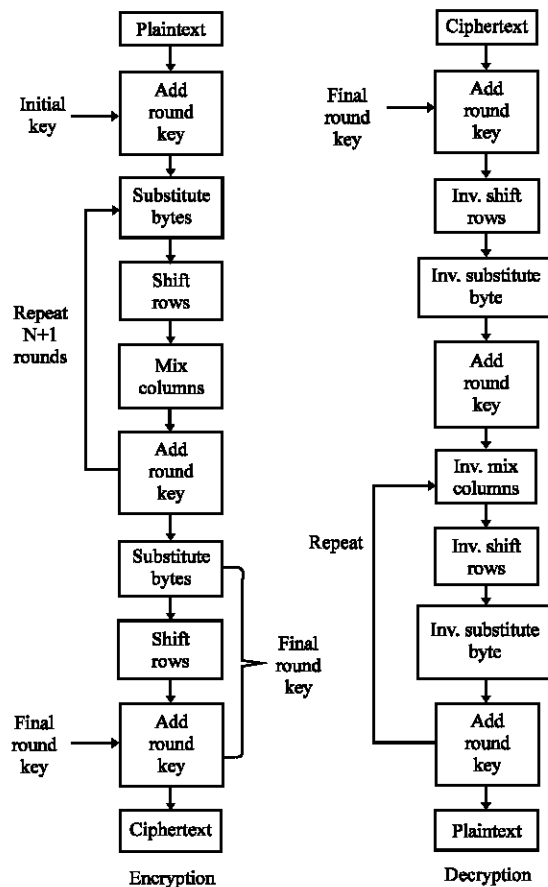 Plaintext
Initial
key
Add
round
key
Substitute
bytes
Repeat
N+1
rounds
Shift
rows
Mix
columns
Add
round
key
Substitute
bytes
Shift
rows
Final
round
key
Final
round
key
Add
round
key
Ciphertext
Encryption
Ciphertext
Final
round
key
Add
round
key
Inv. shift
rows
Inv. substitute
byte
Add
round
key
Inv. mix
columns
Repeat
Inv. shift
rows
Inv. substitute
byte
Add
round
key
Plaintext
Decryption